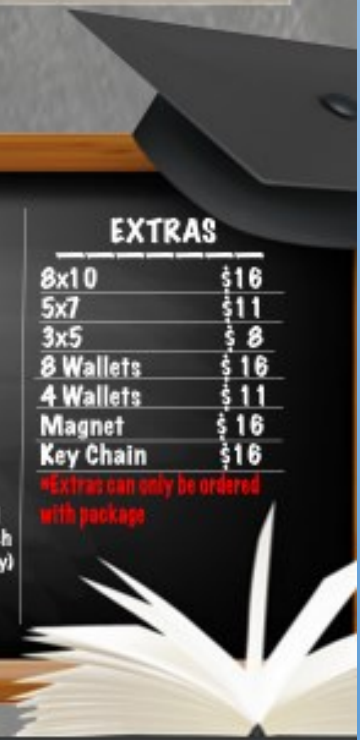 EXTRAS
8x10 $16
5x7 $11
3x5 $ 8
8 Wallets $ 16
4 Wallets $ 11
Magnet $ 16
Key Chain $16
*Extras can only be ordered
with package
h
y)